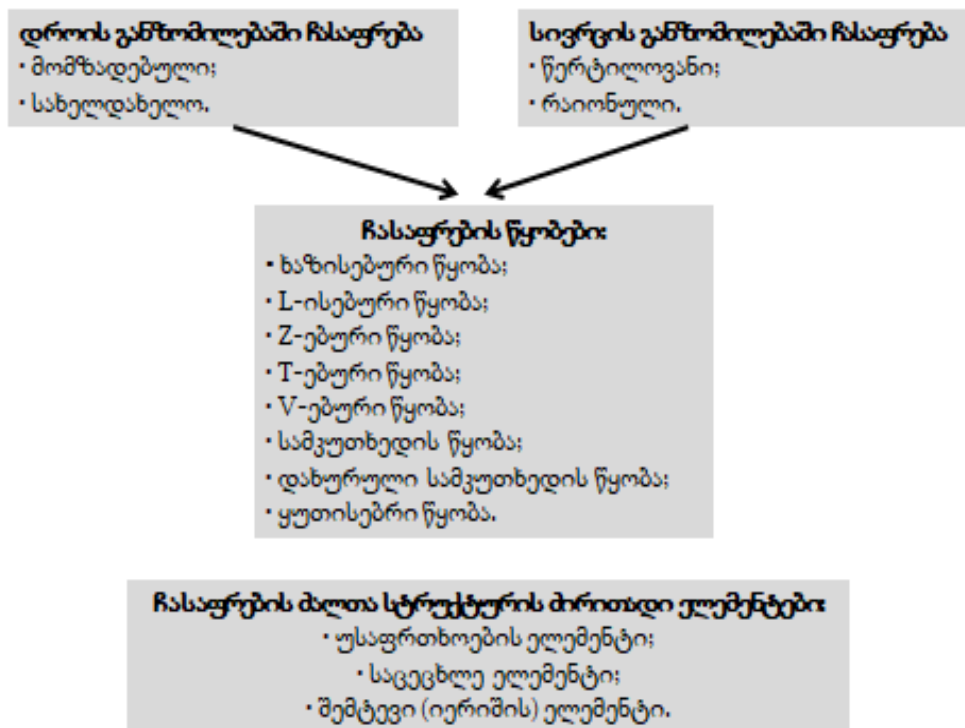 დროის განზომილებაში ჩასაფრება
· მომზადებული;
· სახელდახელო.
სივრცის განზომილებაში ჩასაფრება
· წერტილოვანი;
· რაიონული.
ჩასაფრების წყობები:
· ხაზისებური წყობა;
· L-ისებური წყობა;
· Z-ებური წყობა;
· T-ებური წყობა;
· V-ებური წყობა;
· სამკუთხედის წყობა;
· დახურული სამკუთხედის წყობა;
· ყუთისებრი წყობა.
ჩასაფრების ძალთა სტრუქტურის ძირითადი ელემენტები:
· უსაფრთხოების ელემენტი;
· საცეცხლე ელემენტი;
· შემტევი (იერიშის) ელემენტი.